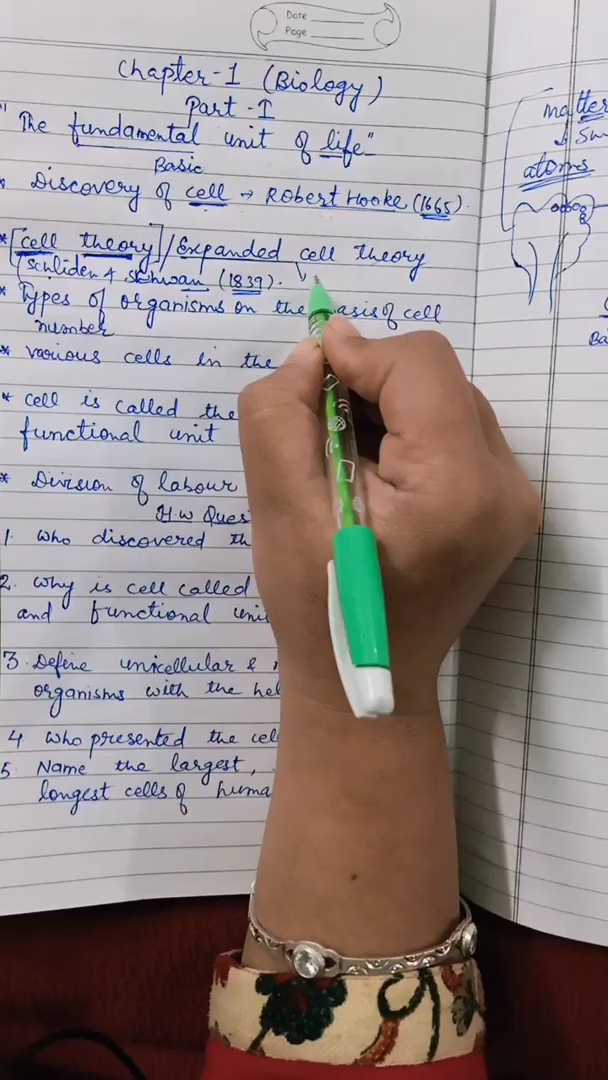 Date
Page
Chapter-1 (Biology)
Part-I
"The fundamental unit of life"
Basic
* Discovery of cell → Robert Hooke (1665).
* [cell theory]/Expanded cell theory
(Schliden & Shwan (1839).
* Types of organisms on the basis of cell
number
* various cells in the
* cell is called the
functional unit
* Division of labour
H.W Ques
1. who discovered th
2. why is cell called
and functional uni
3. Define unicellular &
organisms with the hel
4 who presented the cel
5 Name the largest,
longest cells of huma
matter
atoms
Ba